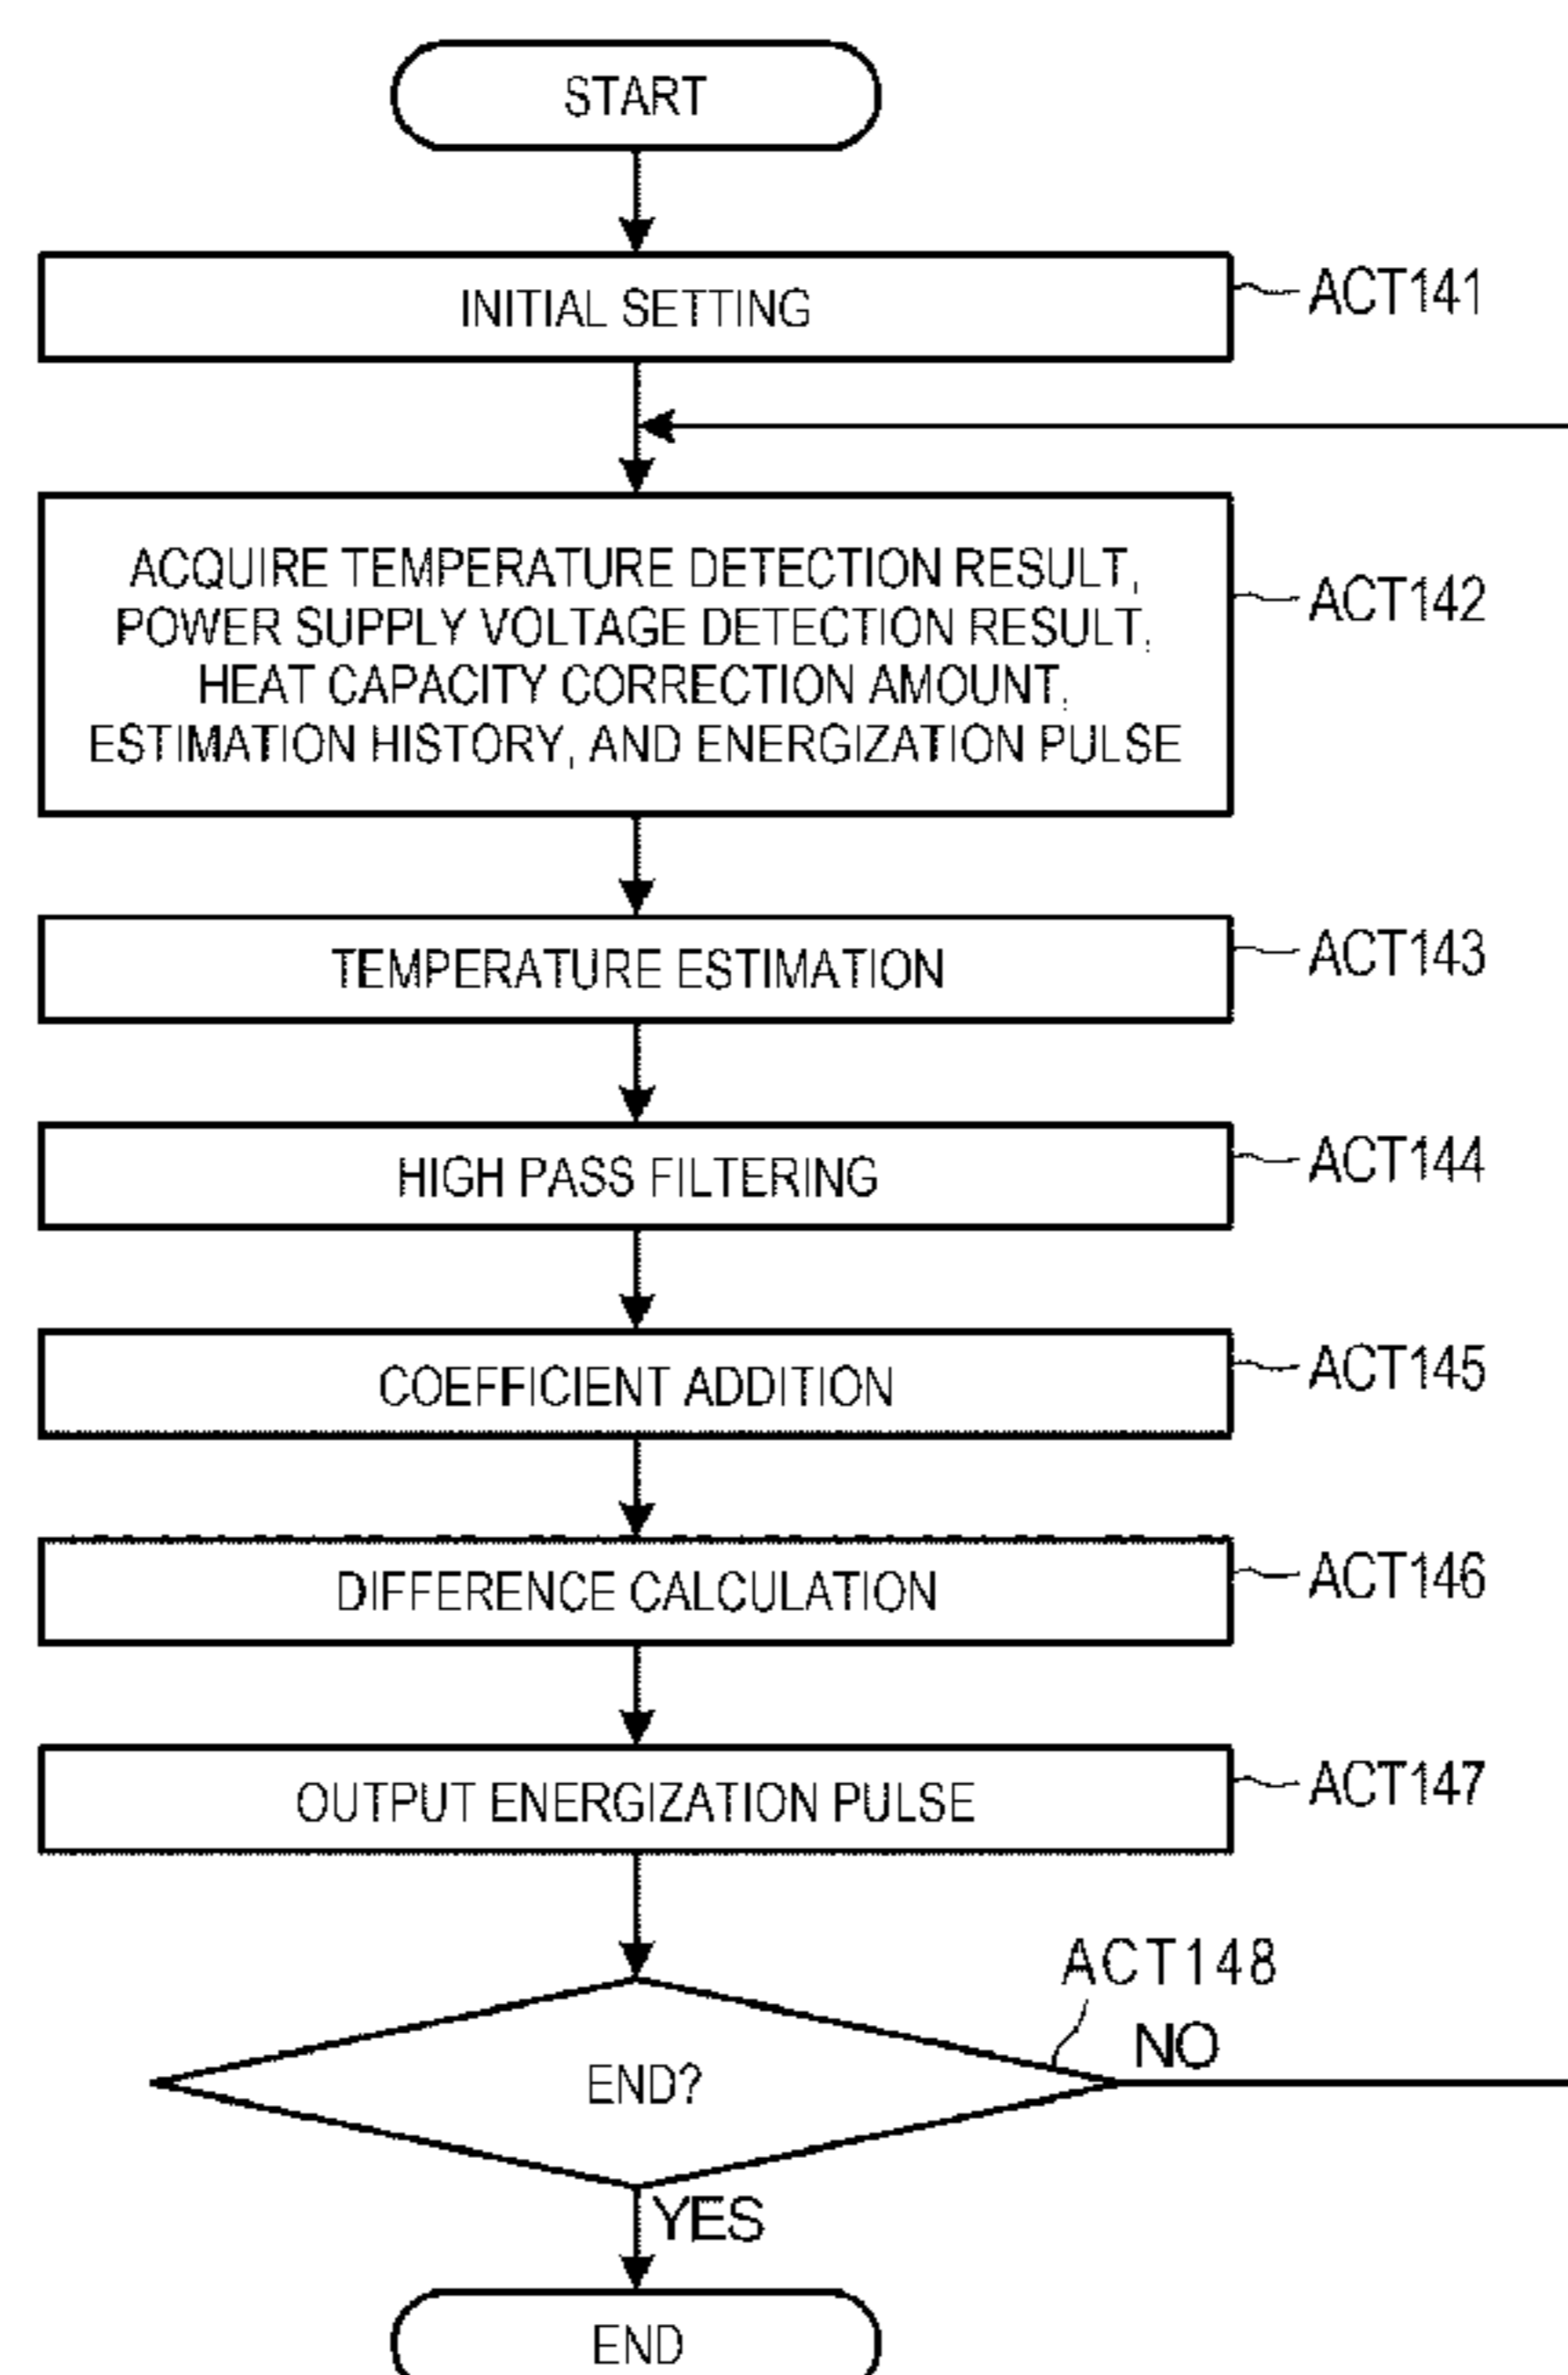 START
INITIAL SETTING
ACT141
ACQUIRE TEMPERATURE DETECTION RESULT,
POWER SUPPLY VOLTAGE DETECTION RESULT,
HEAT CAPACITY CORRECTION AMOUNT,
ESTIMATION HISTORY, AND ENERGIZATION PULSE
ACT142
TEMPERATURE ESTIMATION
ACT143
HIGH PASS FILTERING
ACT144
COEFFICIENT ADDITION
ACT145
DIFFERENCE CALCULATION
ACT146
OUTPUT ENERGIZATION PULSE
ACT147
ACT148
NO
END?
YES
END